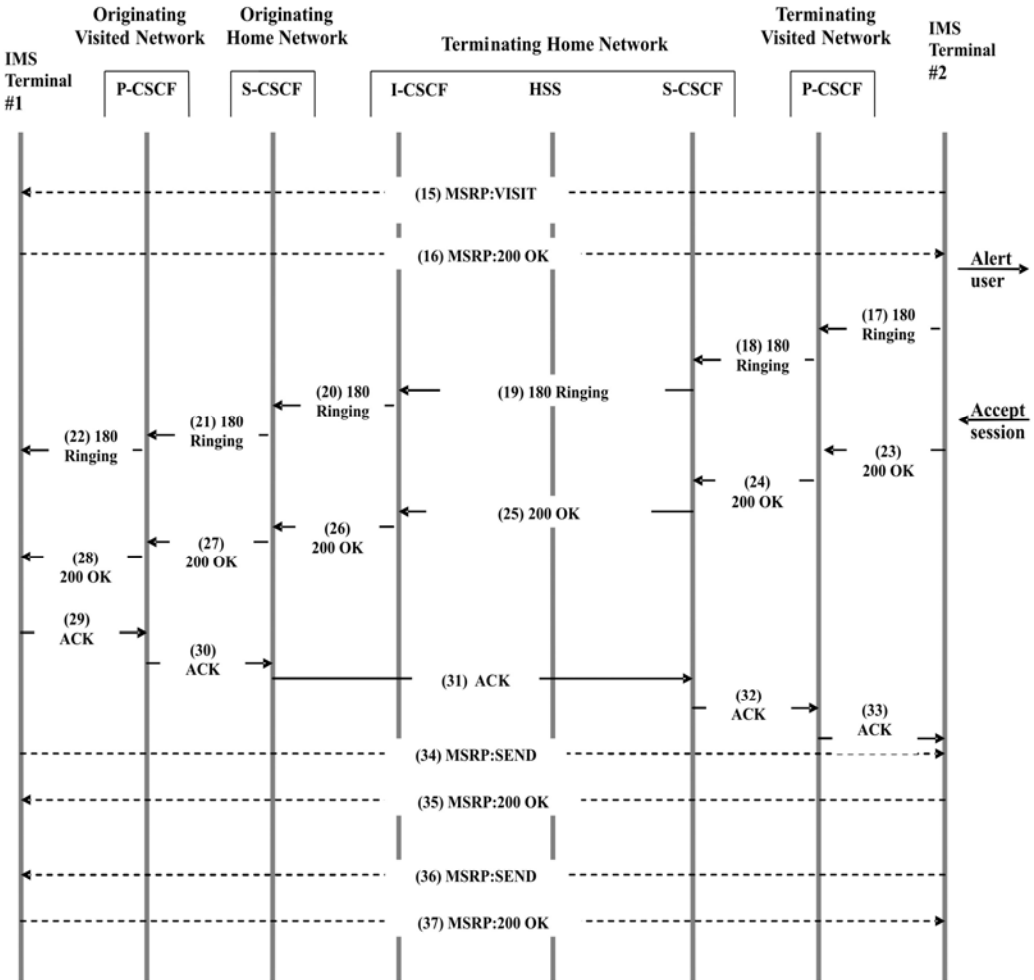 Originating
Visited Network
Originating
Home Network
Terminating Home Network
Terminating
Visited Network
IMS
Terminal
#1
IMS
Terminal
#2
P-CSCF
S-CSCF
I-CSCF
HSS
S-CSCF
P-CSCF
(15) MSRP:VISIT
(16) MSRP:200 OK
Alert
user
(17) 180
Ringing
(18) 180
Ringing
(19) 180 Ringing
(20) 180
Ringing
(21) 180
Ringing
(22) 180
Ringing
Accept
session
(23)
200 OK
(24)
200 OK
(25) 200 OK
(26)
200 OK
(27)
200 OK
(28)
200 OK
(29)
ACK
(30)
ACK
(31) ACK
(32)
ACK
(33)
ACK
(34) MSRP:SEND
(35) MSRP:200 OK
(36) MSRP:SEND
(37) MSRP:200 OK